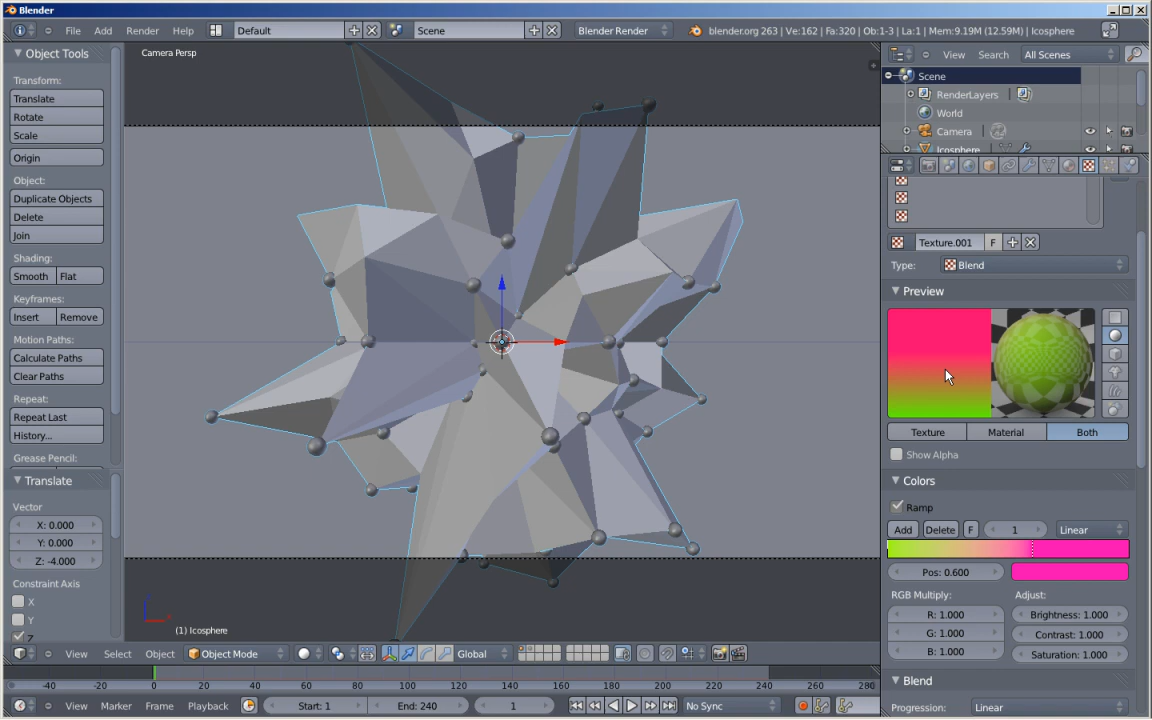 Blender
File Add Render Help Default Scene Blender Render blender.org 263 | Ve:162 | Fa:320 | Ob:1-3 | La:1 | Mem:9.19M (12.59M) | Icosphere
Object Tools
Transform:
Translate
Rotate
Scale
Origin
Object:
Duplicate Objects
Delete
Join
Shading:
Smooth Flat
Keyframes:
Insert Remove
Motion Paths:
Calculate Paths
Clear Paths
Repeat:
Repeat Last
History...
Grease Pencil:
Translate
Vector
X: 0.000
Y: 0.000
Z: -4.000
Constraint Axis
X
Y
Z
Camera Persp
(1) Icosphere
View Select Object Object Mode Global
-40 -20 0 20 40 60 80 100 120 140 160 180 200 220 240 260 280
View Marker Frame Playback Start: 1 End: 240 1 No Sync
View Search All Scenes
Scene
RenderLayers
World
Camera
Icosphere
Texture.001 F
Type: Blend
Preview
Texture Material Both
Show Alpha
Colors
Ramp
Add Delete F 1 Linear
Pos: 0.600
RGB Multiply: Adjust:
R: 1.000 Brightness: 1.000
G: 1.000 Contrast: 1.000
B: 1.000 Saturation: 1.000
Blend
Progression: Linear